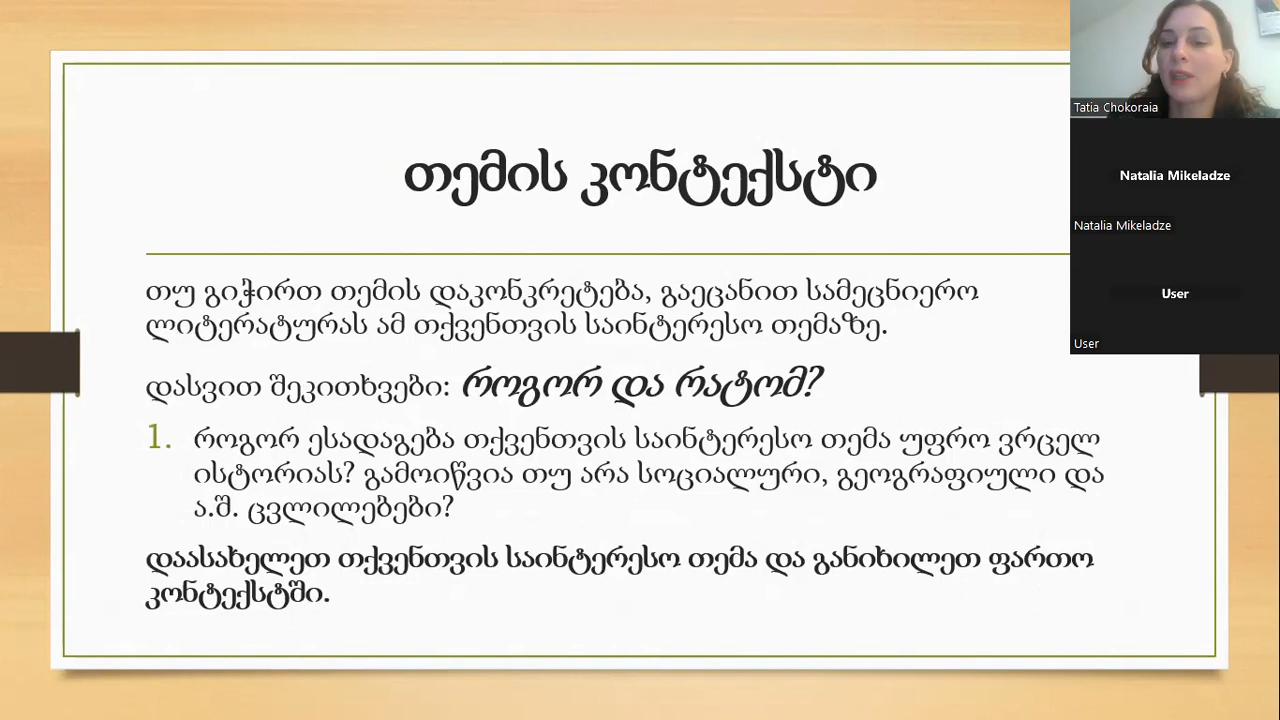 თემის კონტექსტი
თუ გიჭირთ თემის დაკონკრეტება, გაეცანით სამეცნიერო
ლიტერატურას ამ თქვენთვის საინტერესო თემაზე.
დასვით შეკითხვები: როგორ და რატომ?
1. როგორ ესადაგება თქვენთვის საინტერესო თემა უფრო ვრცელ
ისტორიას? გამოიწვია თუ არა სოციალური, გეოგრაფიული და
ა.შ. ცვლილებები?
დაასახელეთ თქვენთვის საინტერესო თემა და განიხილეთ ფართო
კონტექსტში.
Tatia Chokoraia
Natalia Mikeladze
Natalia Mikeladze
User
User